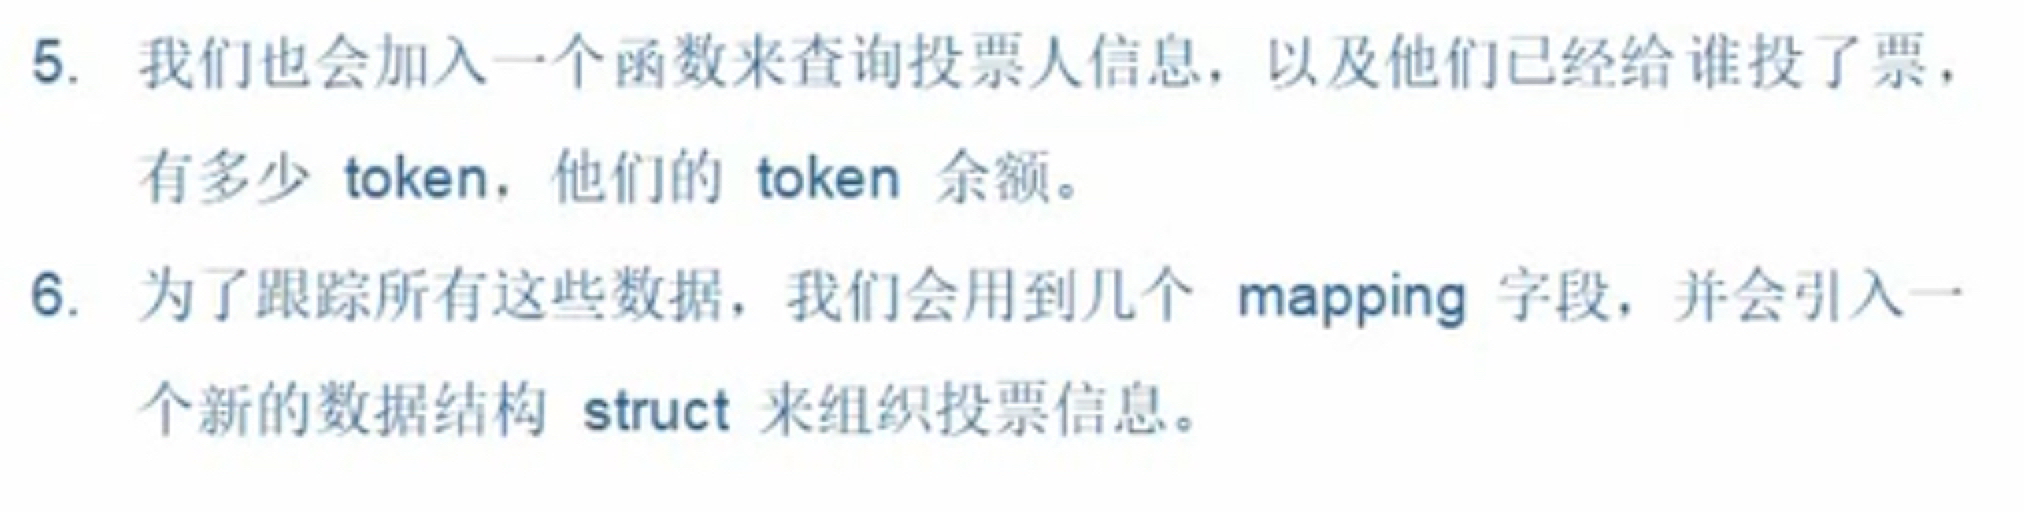 5. 我们也会加入一个函数来查询投票人信息，以及他们已经给谁投了票，
有多少 token，他们的 token 余额。
6. 为了跟踪所有这些数据，我们会用到几个 mapping 字段，并会引入一
个新的数据结构 struct 来组织投票信息。